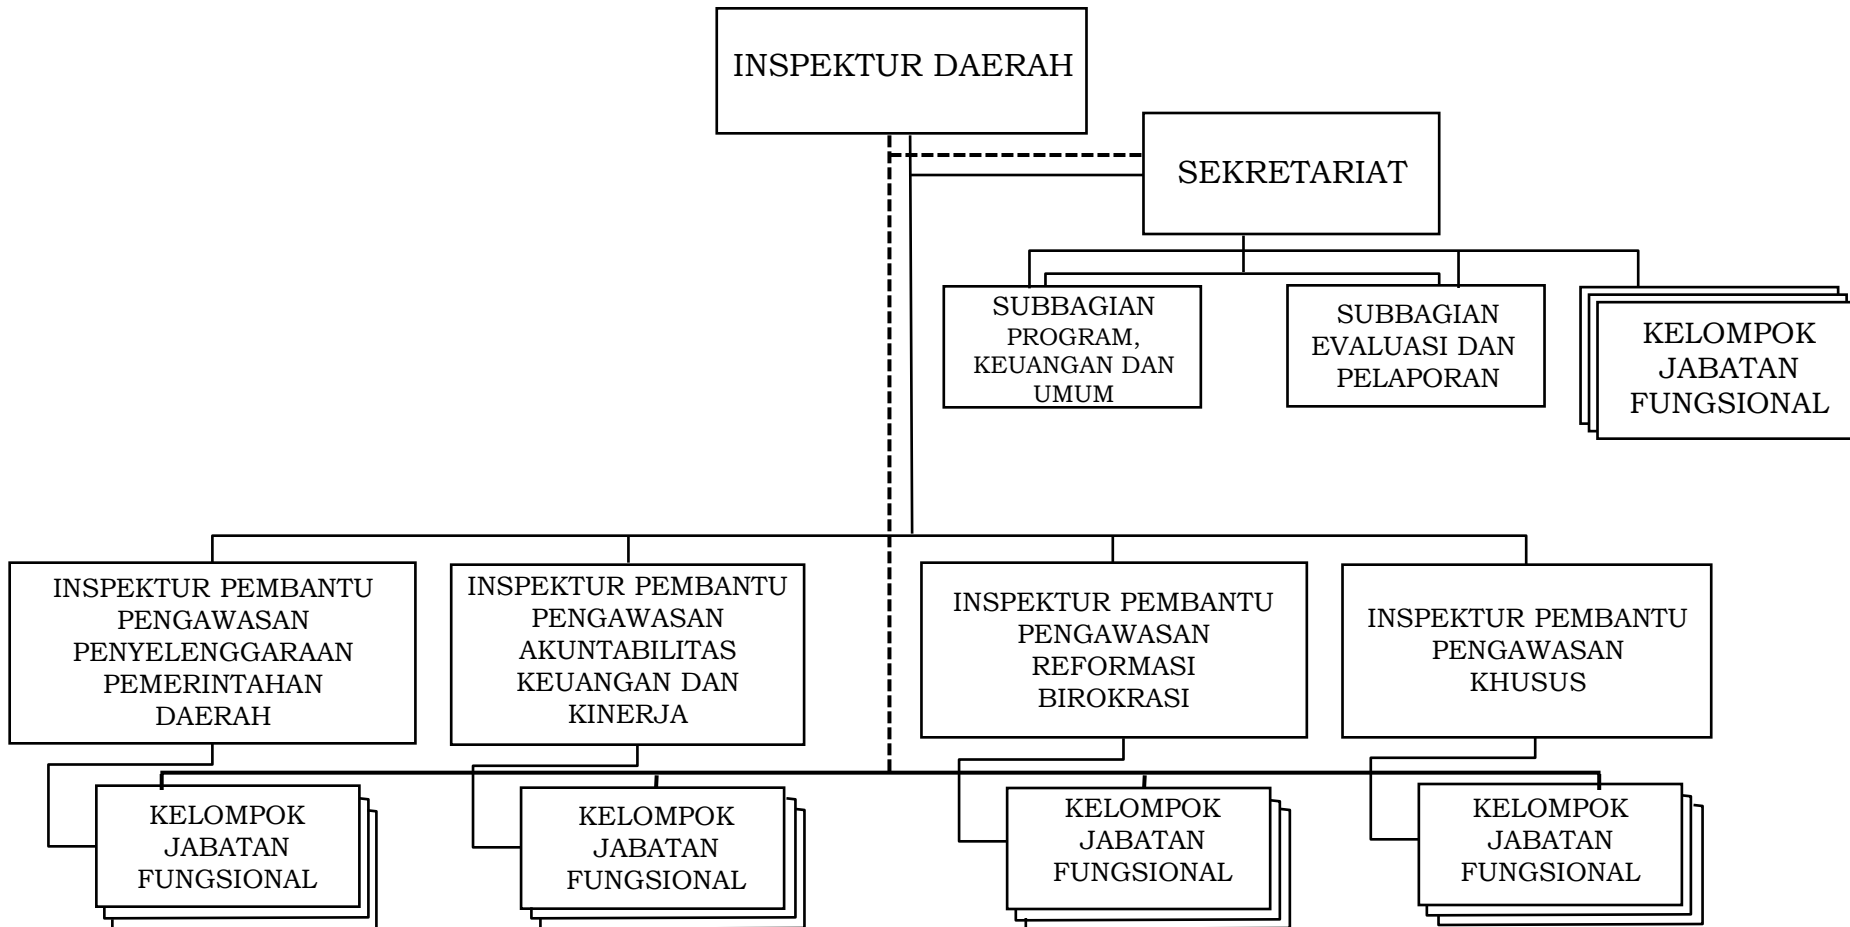 INSPEKTUR DAERAH
SEKRETARIAT
SUBBAGIAN
PROGRAM,
KEUANGAN DAN
UMUM
SUBBAGIAN
EVALUASI DAN
PELAPORAN
KELOMPOK
JABATAN
FUNGSIONAL
INSPEKTUR PEMBANTU
PENGAWASAN
PENYELENGGARAAN
PEMERINTAHAN
DAERAH
INSPEKTUR PEMBANTU
PENGAWASAN
AKUNTABILITAS
KEUANGAN DAN
KINERJA
INSPEKTUR PEMBANTU
PENGAWASAN
REFORMASI
BIROKRASI
INSPEKTUR PEMBANTU
PENGAWASAN
KHUSUS
KELOMPOK
JABATAN
FUNGSIONAL
KELOMPOK
JABATAN
FUNGSIONAL
KELOMPOK
JABATAN
FUNGSIONAL
KELOMPOK
JABATAN
FUNGSIONAL